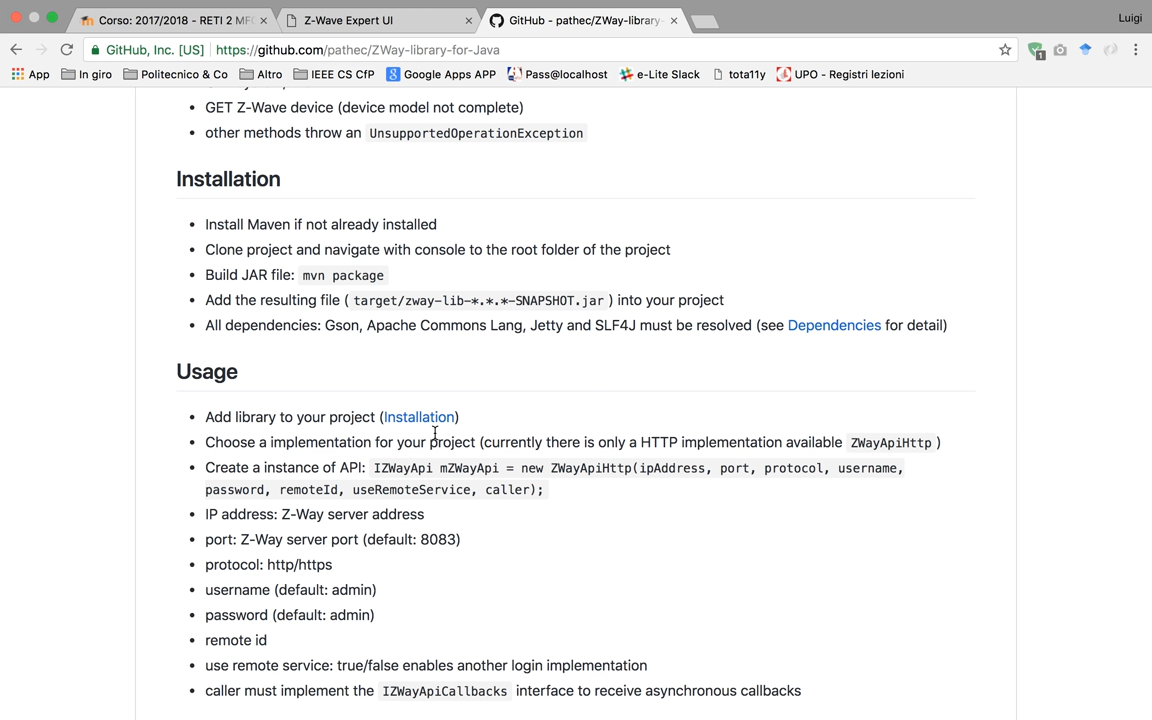 Corso: 2017/2018 - RETI 2 MFC
Z-Wave Expert UI
GitHub - pathec/ZWay-library-
Luigi
GitHub, Inc. [US] https://github.com/pathec/ZWay-library-for-Java
1
App In giro Politecnico & Co Altro IEEE CS CfP Google Apps APP Pass@localhost e-Lite Slack tota11y UPO - Registri lezioni
• GET Z-Wave device (device model not complete)
• other methods throw an UnsupportedOperationException
Installation
• Install Maven if not already installed
• Clone project and navigate with console to the root folder of the project
• Build JAR file: mvn package
• Add the resulting file ( target/zway-lib-*.*.*-SNAPSHOT.jar ) into your project
• All dependencies: Gson, Apache Commons Lang, Jetty and SLF4J must be resolved (see Dependencies for detail)
Usage
• Add library to your project (Installation)
• Choose a implementation for your project (currently there is only a HTTP implementation available ZWayApiHttp )
• Create a instance of API: IZWayApi mZWayApi = new ZWayApiHttp(ipAddress, port, protocol, username,
password, remoteId, useRemoteService, caller);
• IP address: Z-Way server address
• port: Z-Way server port (default: 8083)
• protocol: http/https
• username (default: admin)
• password (default: admin)
• remote id
• use remote service: true/false enables another login implementation
• caller must implement the IZWayApiCallbacks interface to receive asynchronous callbacks